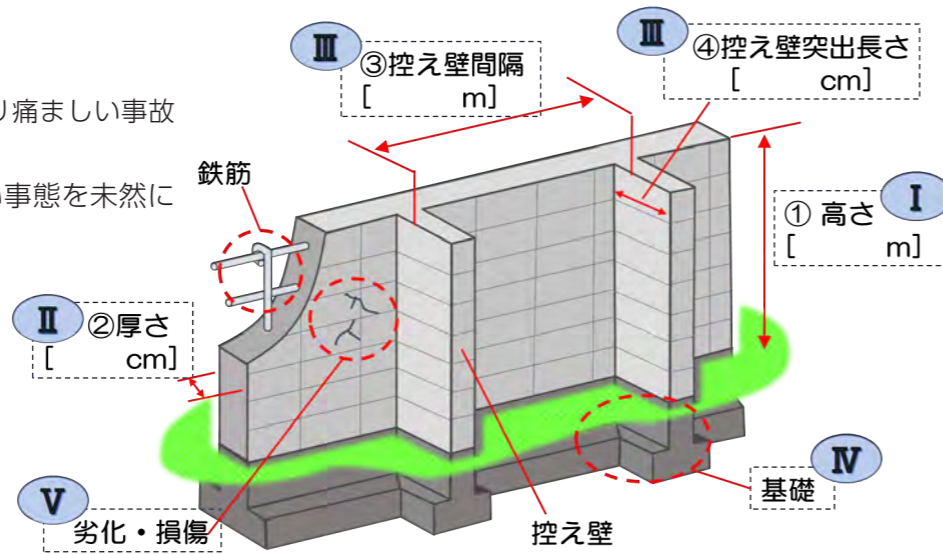 り痛ましい事故
い事態を未然に
Ⅲ
③控え壁間隔
[ m]
Ⅲ
④控え壁突出長さ
[ cm]
鉄筋
① 高さ
[ m]
Ⅰ
Ⅱ
②厚さ
[ cm]
Ⅴ
劣化・損傷
控え壁
基礎
Ⅳ